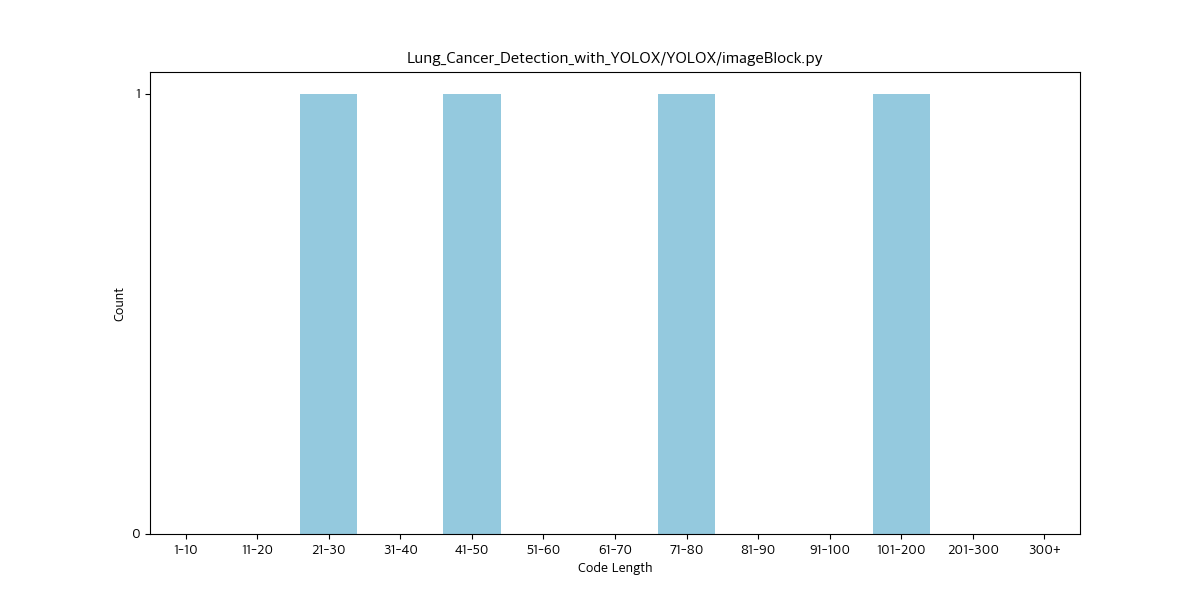 Lung_Cancer_Detection_with_YOLOX/YOLOX/imageBlock.py
1
Count
0
1-10 11-20 21-30 31-40 41-50 51-60 61-70 71-80 81-90 91-100 101-200 201-300 300+
Code Length